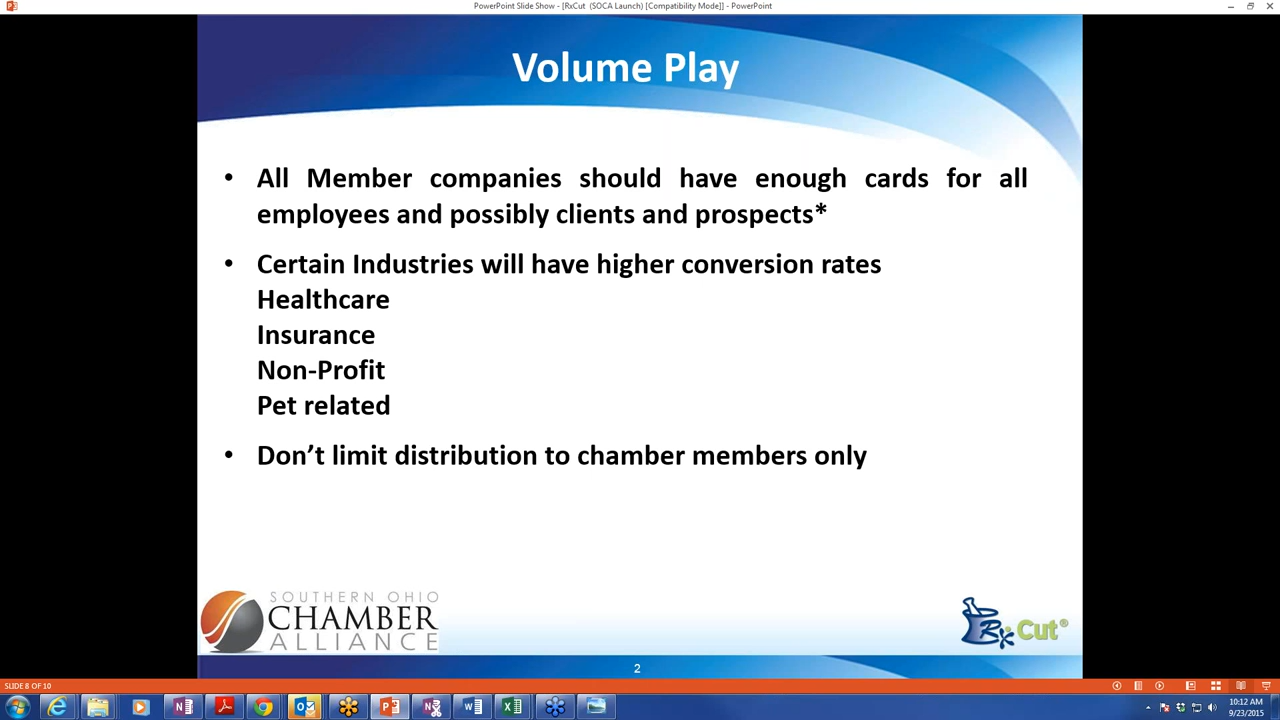 PowerPoint Slide Show - [RxCut (SOCA Launch) [Compatibility Mode]] - PowerPoint
Volume Play
• All Member companies should have enough cards for all
employees and possibly clients and prospects*
• Certain Industries will have higher conversion rates
Healthcare
Insurance
Non-Profit
Pet related
• Don’t limit distribution to chamber members only
SOUTHERN OHIO
CHAMBER
ALLIANCE
Rx Cut®
2
SLIDE 8 OF 10
10:12 AM
9/23/2015